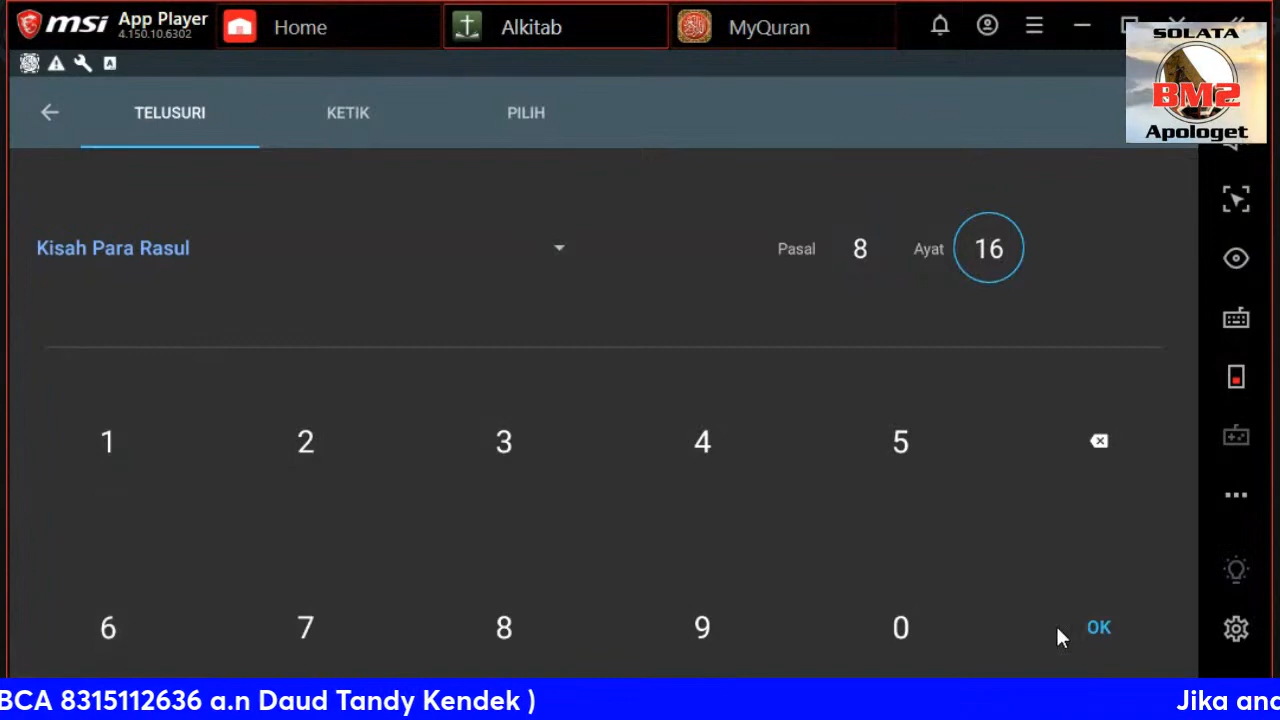 msi App Player
4.150.10.6302
Home
Alkitab
MyQuran
SOLATA
BM2
Apologet
TELUSURI
KETIK
PILIH
Kisah Para Rasul
Pasal 8 Ayat 16
1 2 3 4 5
6 7 8 9 0 OK
BCA 8315112636 a.n Daud Tandy Kendek )
Jika and